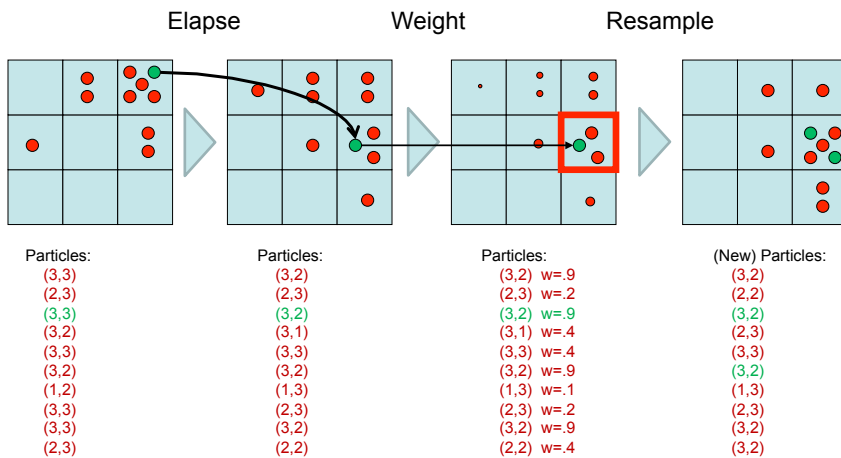 Elapse Weight Resample
Particles:
(3,3)
(2,3)
(3,3)
(3,2)
(3,3)
(3,2)
(1,2)
(3,3)
(3,3)
(2,3)
Particles:
(3,2)
(2,3)
(3,2)
(3,1)
(3,3)
(3,2)
(1,3)
(2,3)
(3,2)
(2,2)
Particles:
(3,2) w=.9
(2,3) w=.2
(3,2) w=.9
(3,1) w=.4
(3,3) w=.4
(3,2) w=.9
(1,3) w=.1
(2,3) w=.2
(3,2) w=.9
(2,2) w=.4
(New) Particles:
(3,2)
(2,2)
(3,2)
(2,3)
(3,3)
(3,2)
(1,3)
(2,3)
(3,2)
(3,2)